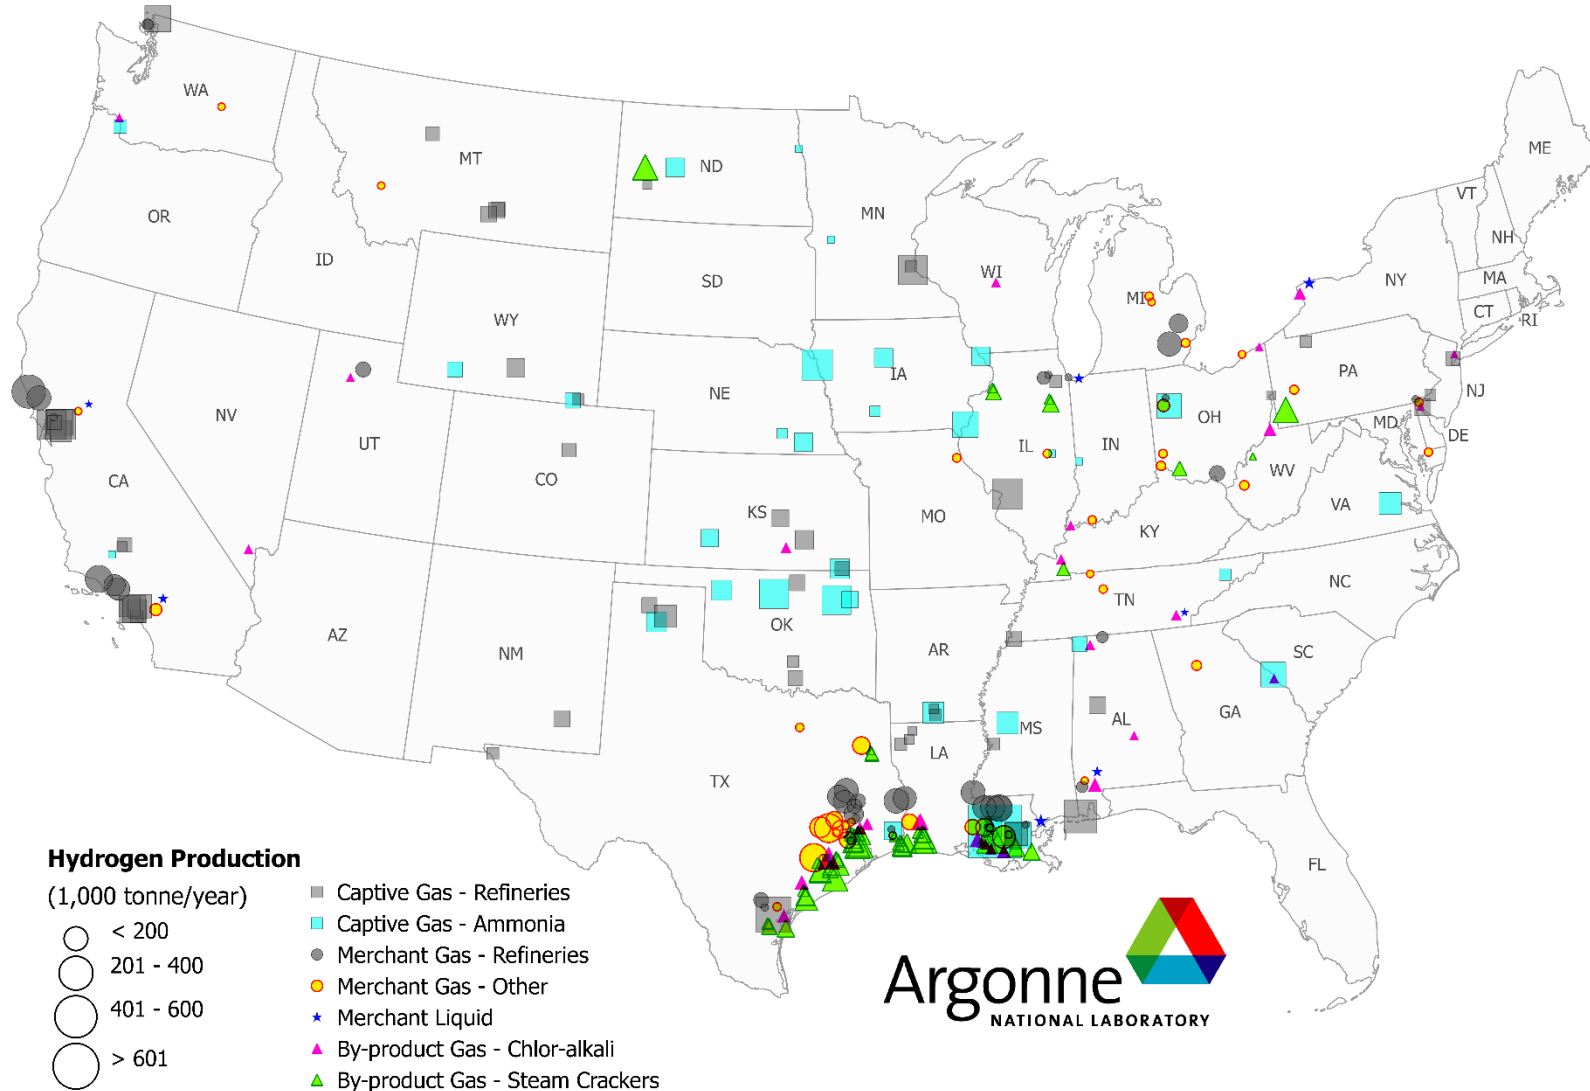 WA
MT
ND
ME
OR
MN
VT
ID
NH
SD
WI
MI
NY
MA
WY
CT
RI
IA
PA
NE
NJ
NV
OH
MD
UT
IL
IN
DE
CA
CO
WV
KS
MO
VA
KY
NC
TN
AZ
OK
NM
AR
SC
MS
AL
GA
LA
TX
FL
Hydrogen Production
(1,000 tonne/year)
< 200
201 - 400
401 - 600
> 601
Captive Gas - Refineries
Captive Gas - Ammonia
Merchant Gas - Refineries
Merchant Gas - Other
Merchant Liquid
By-product Gas - Chlor-alkali
By-product Gas - Steam Crackers
Argonne
NATIONAL LABORATORY